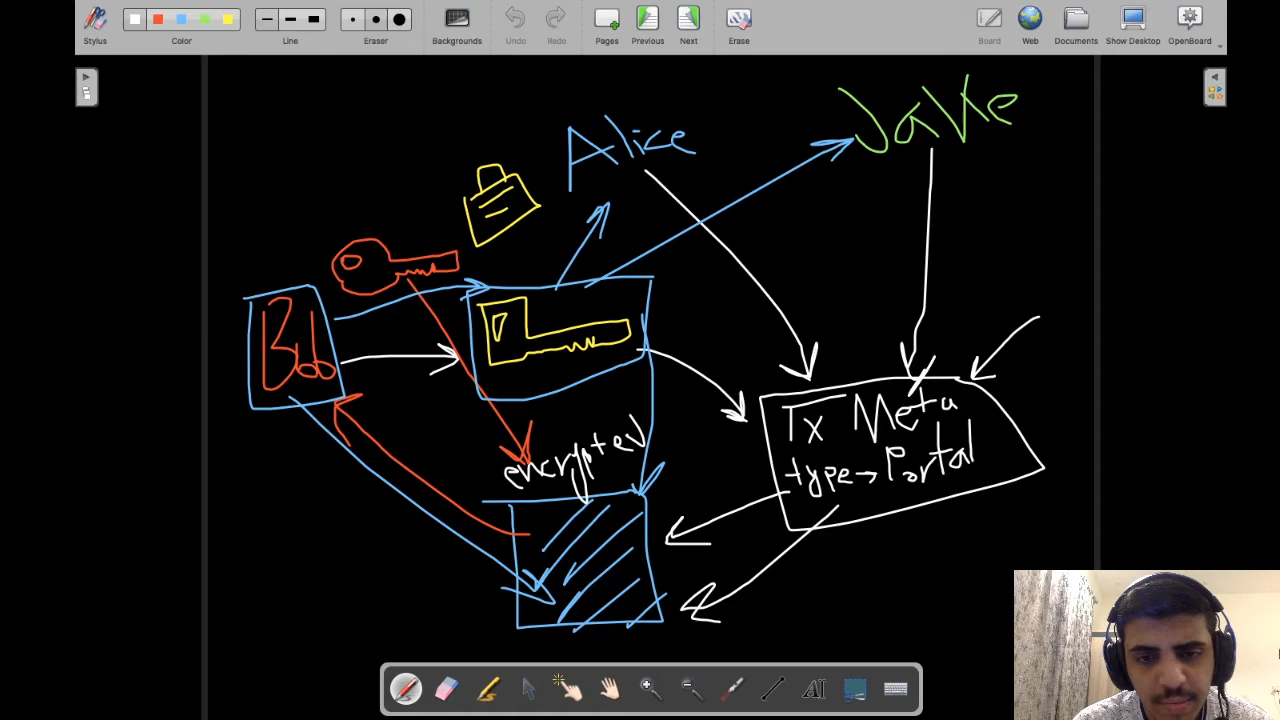 Stylus
Color
Line
Eraser
Backgrounds
Undo
Redo
Pages
Previous
Next
Erase
Board
Web
Documents
Show Desktop
OpenBoard
Alice
Jake
Bob
encrypted
Tx Meta
type → Portal
AI